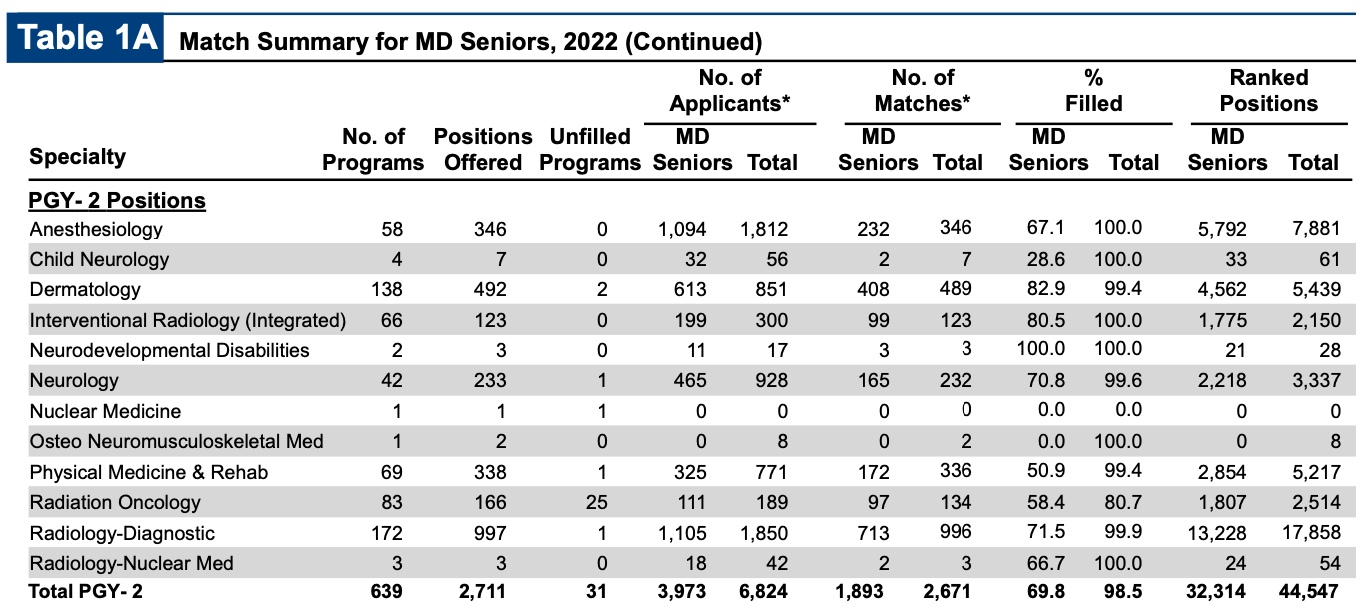 Table 1A Match Summary for MD Seniors, 2022 (Continued)
No. of No. of % Ranked
Applicants* Matches* Filled Positions
No. of Positions Unfilled MD MD MD MD
Specialty Programs Offered Programs Seniors Total Seniors Total Seniors Total Seniors Total
PGY- 2 Positions
Anesthesiology 58 346 0 1,094 1,812 232 346 67.1 100.0 5,792 7,881
Child Neurology 4 7 0 32 56 2 7 28.6 100.0 33 61
Dermatology 138 492 2 613 851 408 489 82.9 99.4 4,562 5,439
Interventional Radiology (Integrated) 66 123 0 199 300 99 123 80.5 100.0 1,775 2,150
Neurodevelopmental Disabilities 2 3 0 11 17 3 3 100.0 100.0 21 28
Neurology 42 233 1 465 928 165 232 70.8 99.6 2,218 3,337
Nuclear Medicine 1 1 1 0 0 0 0 0.0 0.0 0 0
Osteo Neuromusculoskeletal Med 1 2 0 0 8 0 2 0.0 100.0 0 8
Physical Medicine & Rehab 69 338 1 325 771 172 336 50.9 99.4 2,854 5,217
Radiation Oncology 83 166 25 111 189 97 134 58.4 80.7 1,807 2,514
Radiology-Diagnostic 172 997 1 1,105 1,850 713 996 71.5 99.9 13,228 17,858
Radiology-Nuclear Med 3 3 0 18 42 2 3 66.7 100.0 24 54
Total PGY- 2 639 2,711 31 3,973 6,824 1,893 2,671 69.8 98.5 32,314 44,547